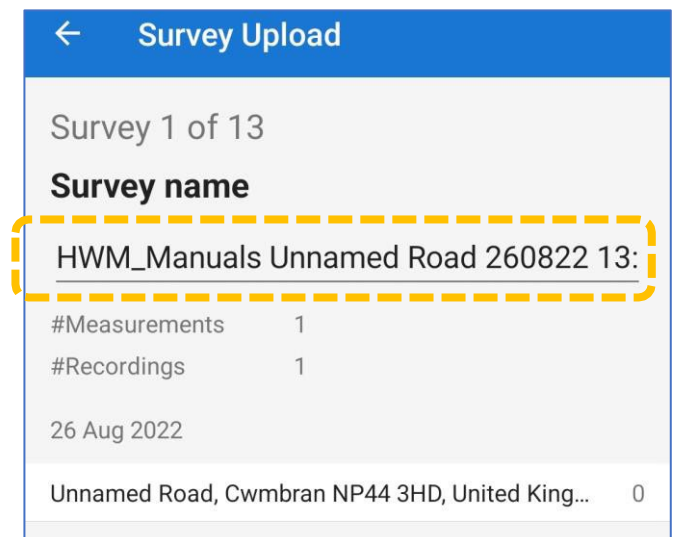 Survey Upload
Survey 1 of 13
Survey name
HWM_Manuals Unnamed Road 260822 13:
#Measurements 1
#Recordings 1
26 Aug 2022
Unnamed Road, Cwmbran NP44 3HD, United King... 0